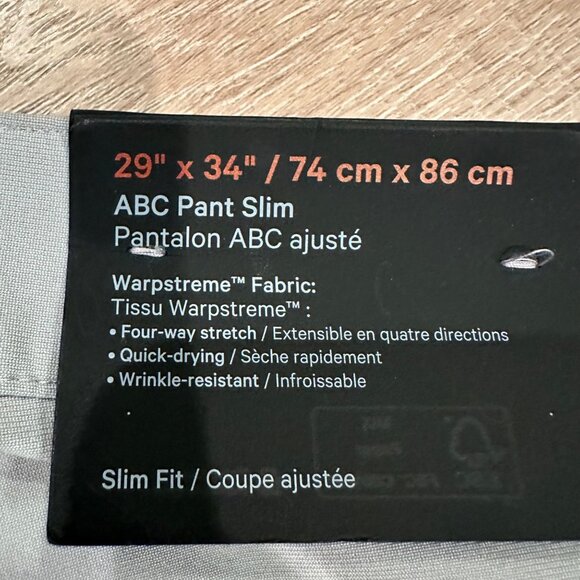 29" x 34" / 74 cm x 86 cm
ABC Pant Slim
Pantalon ABC ajusté
Warpstreme™ Fabric:
Tissu Warpstreme™ :
• Four-way stretch / Extensible en quatre directions
• Quick-drying / Sèche rapidement
• Wrinkle-resistant / Infroissable
Slim Fit / Coupe ajustée